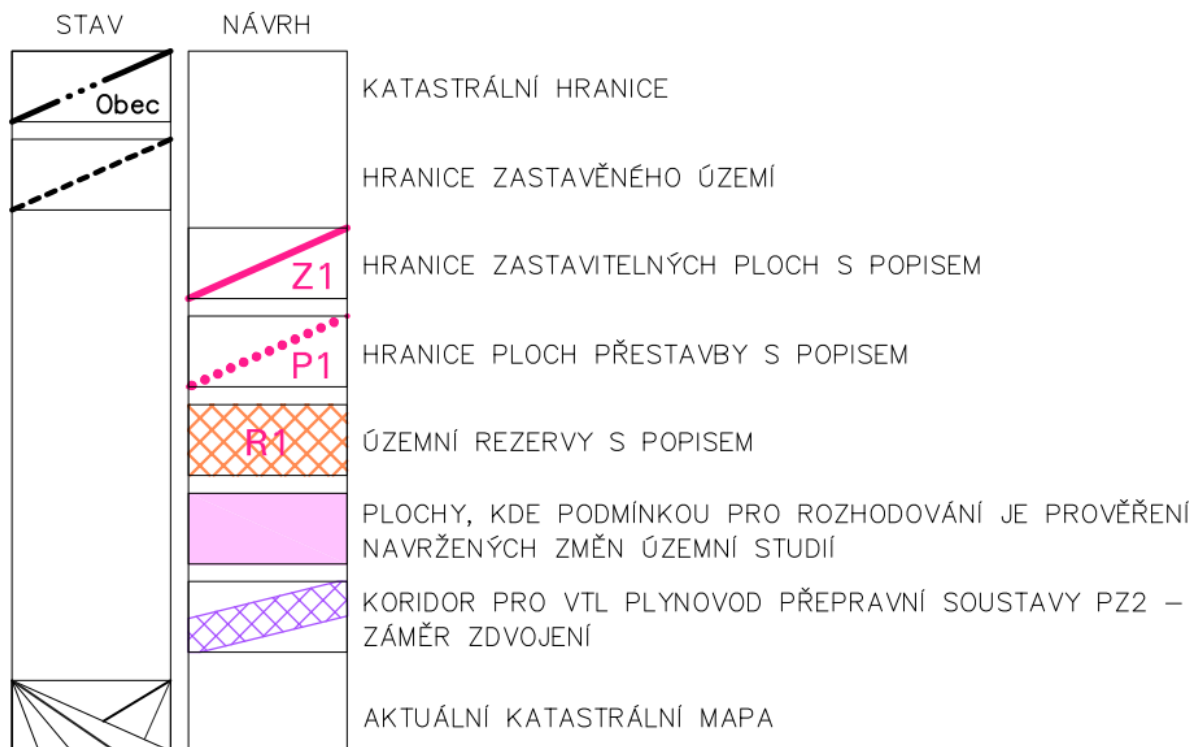 STAV NÁVRH
Obec KATASTRÁLNÍ HRANICE
HRANICE ZASTAVĚNÉHO ÚZEMÍ
Z1 HRANICE ZASTAVITELNÝCH PLOCH S POPISEM
P1 HRANICE PLOCH PŘESTAVBY S POPISEM
R1 ÚZEMNÍ REZERVY S POPISEM
PLOCHY, KDE PODMÍNKOU PRO ROZHODOVÁNÍ JE PROVĚŘENÍ
NAVRŽENÝCH ZMĚN ÚZEMNÍ STUDIÍ
KORIDOR PRO VTL PLYNOVOD PŘEPRAVNÍ SOUSTAVY PZ2 –
ZÁMĚR ZDVOJENÍ
AKTUÁLNÍ KATASTRÁLNÍ MAPA